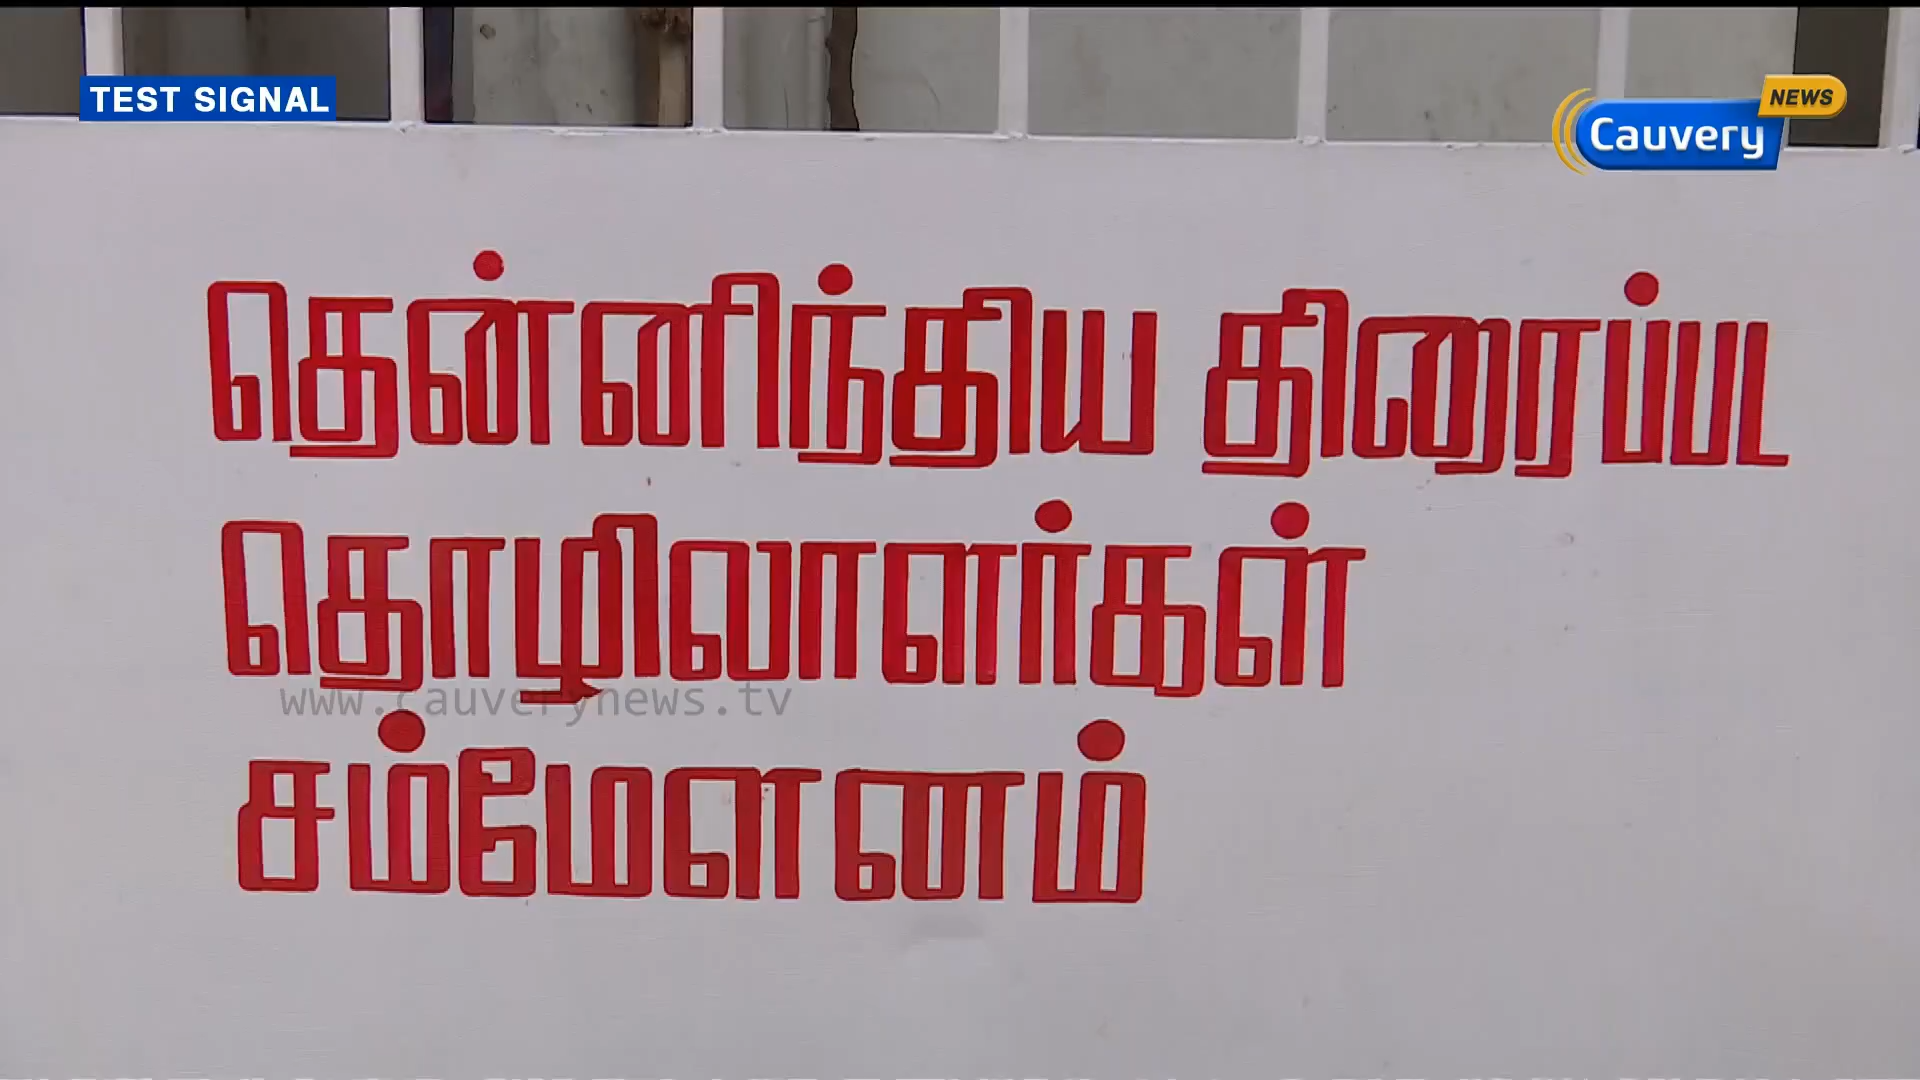 TEST SIGNAL
Cauvery NEWS
தென்னிந்திய திரைப்பட
தொழிலாளர்கள்
www.cauverynews.tv
சம்மேளனம்